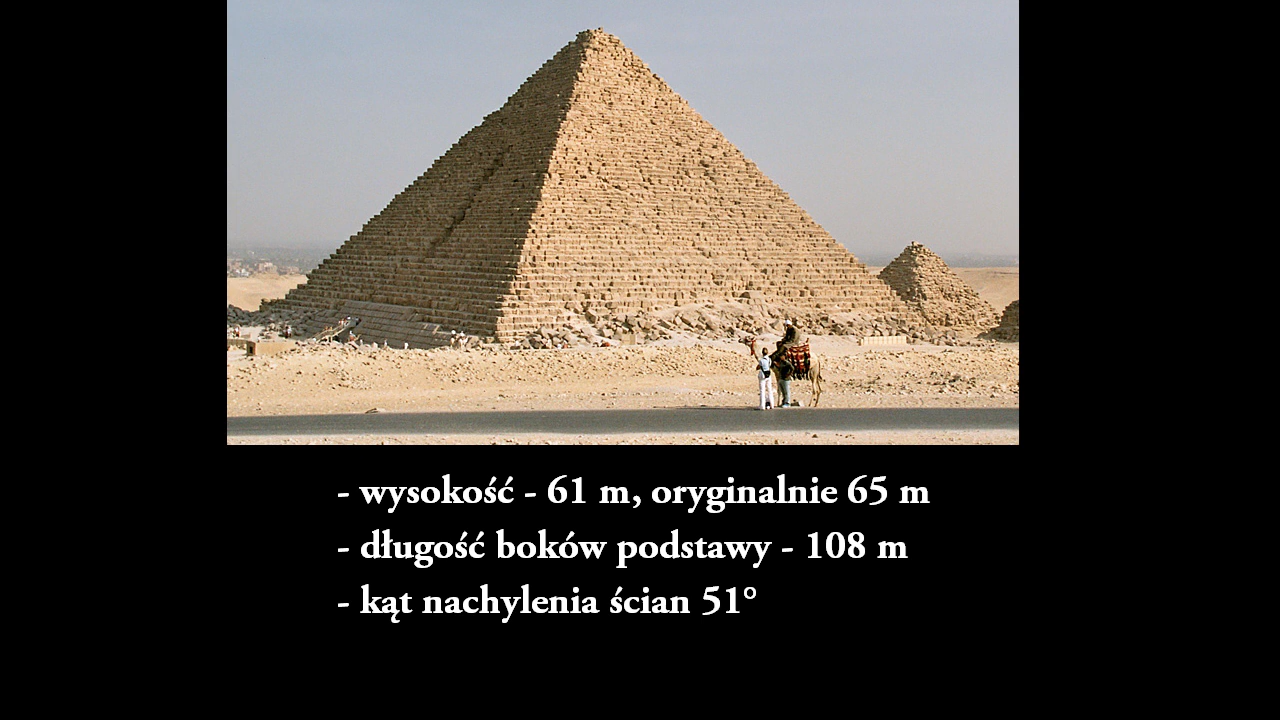 - wysokość - 61 m, oryginalnie 65 m
- długość boków podstawy - 108 m
- kąt nachylenia ścian 51°